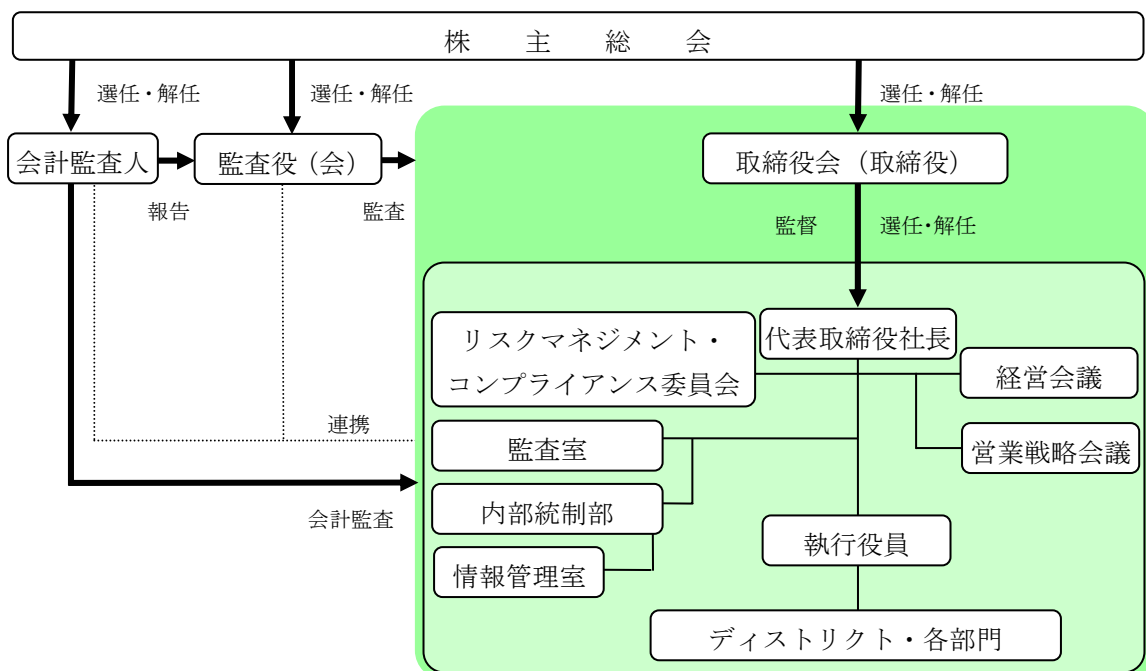 株 主 総 会
選任・解任
選任・解任
選任・解任
会計監査人
監査役（会）
取締役会（取締役）
報告
監査
監督
選任・解任
リスクマネジメント・
コンプライアンス委員会
代表取締役社長
経営会議
連携
監査室
営業戦略会議
会計監査
内部統制部
執行役員
情報管理室
ディストリクト・各部門